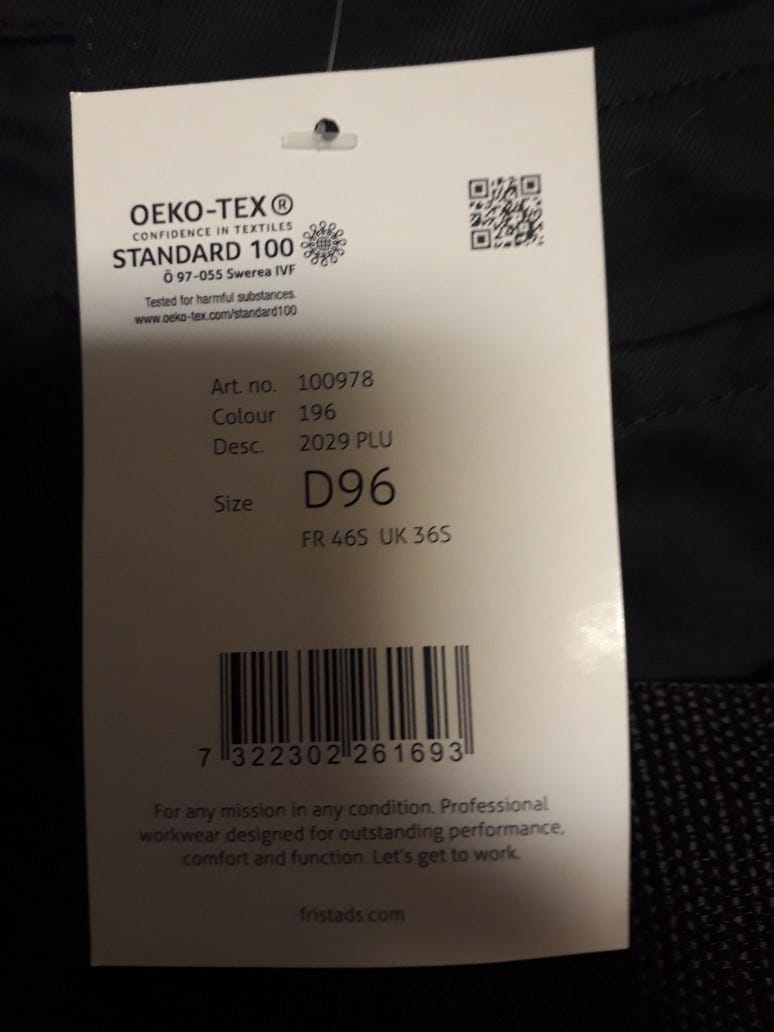 OEKO-TEX®
CONFIDENCE IN TEXTILES
STANDARD 100
Ö 97-055 Swerea IVF
Tested for harmful substances.
www.oeko-tex.com/standard100
Art. no. 100978
Colour 196
Desc. 2029 PLU
Size D96
FR 46S UK 36S
7 322302 261693
For any mission in any condition. Professional
workwear designed for outstanding performance,
comfort and function. Let's get to work.
fristads.com